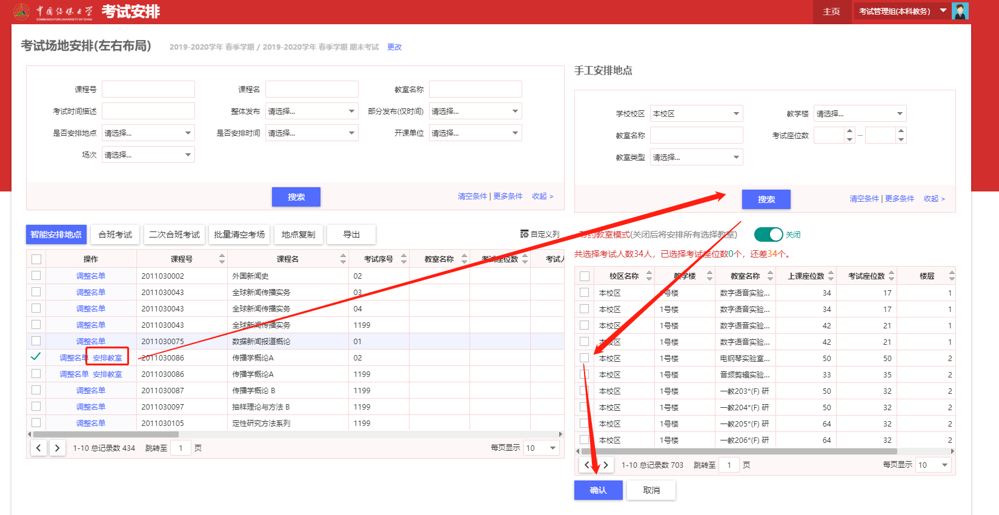 中国传媒大学
COMMUNICATION UNIVERSITY OF CHINA
考试安排
主页
考试管理组(本科教务)
考试场地安排(左右布局)
2019-2020学年 春季学期 / 2019-2020学年 春季学期 期末考试 更改
课程号
课程名
教室名称
考试时间描述
整体发布 请选择...
部分发布(仅时间) 请选择...
是否安排地点 请选择...
是否安排时间 请选择...
开课单位 请选择...
场次 请选择...
搜索
清空条件 | 更多条件 收起 >
智能安排地点 合班考试 二次合班考试 批量清空考场 地点复制 导出
自定义列
操作 课程号 课程名 考试序号 教室名称 考试座位数 考试人
调整名单 2011030002 外国新闻史 02
调整名单 2011030043 全球新闻传播实务 03
调整名单 2011030043 全球新闻传播实务 04
调整名单 2011030043 全球新闻传播实务 1199
调整名单 2011030075 数据新闻报道概论 01
调整名单 安排教室 2011030086 传播学概论A 02
调整名单 安排教室 2011030086 传播学概论A 1199
调整名单 2011030087 传播学概论 B 1199
调整名单 2011030097 抽样理论与方法 B 1199
调整名单 2011030105 定性研究方法系列 1199
1-10 总记录数 434 跳转至 1 页
每页显示 10
手工安排地点
学校校区 本校区
教学楼 请选择...
教室名称
考试座位数 –
教室类型 请选择...
搜索
清空条件 | 更多条件 收起 >
教室模式(关闭后将安排所有选择教室) 关闭
共选择考试人数34人，已选择考试座位数0个，还差34个。
校区名称 教学楼 教室名称 上课座位数 考试座位数 楼层
本校区 1号楼 数字语音实验... 34 17 1
本校区 1号楼 数字语音实验... 34 17 1
本校区 1号楼 数字语音实验... 42 21 1
本校区 1号楼 数字语音实验... 42 21 1
本校区 1号楼 电钢琴实验室... 50 50 2
本校区 1号楼 音频剪辑实验... 33 35 2
本校区 1号楼 一教203*(F) 研 50 32 2
本校区 1号楼 一教204*(F) 研 50 32 2
本校区 1号楼 一教205*(F) 研 64 32 2
本校区 1号楼 一教206*(F) 研 64 32 2
1-10 总记录数 703 跳转至 1 页
每页显示 10
确认 取消